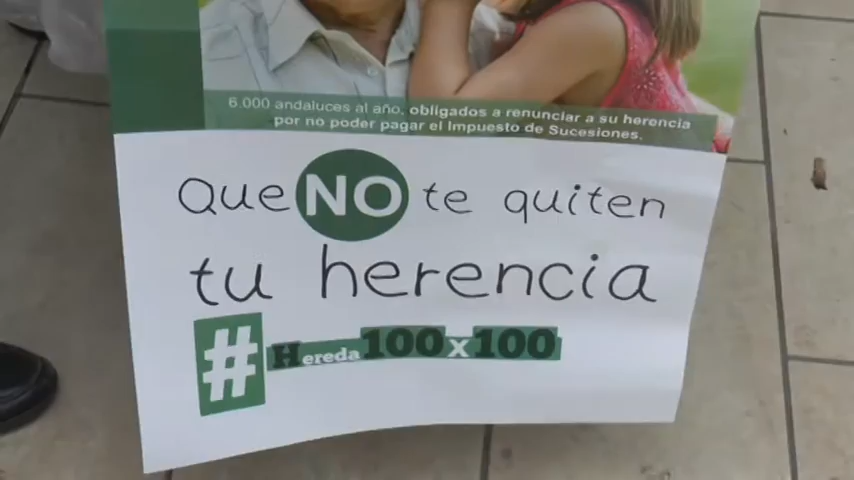 6.000 andaluces al año, obligados a renunciar a su herencia
por no poder pagar el Impuesto de Sucesiones.
Que NO te quiten
tu herencia
#Hereda100x100